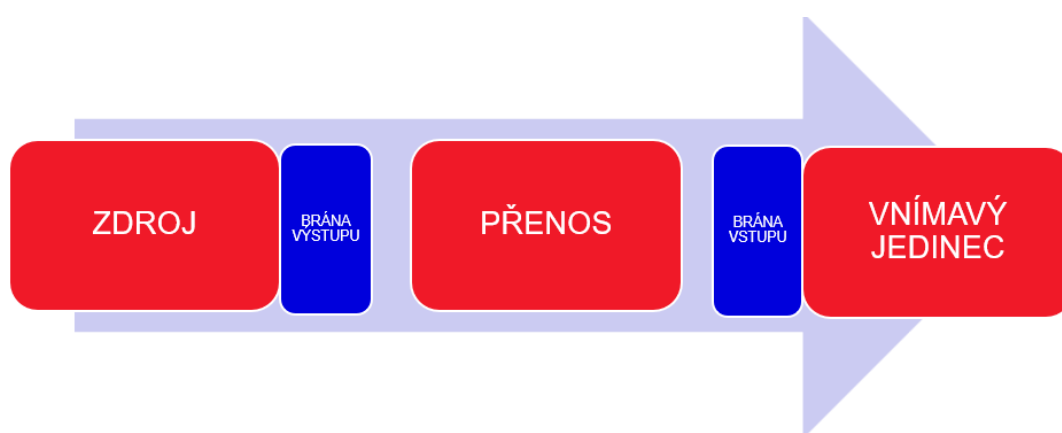 ZDROJ
BRÁNA
VÝSTUPU
PŘENOS
BRÁNA
VSTUPU
VNÍMAVÝ
JEDINEC